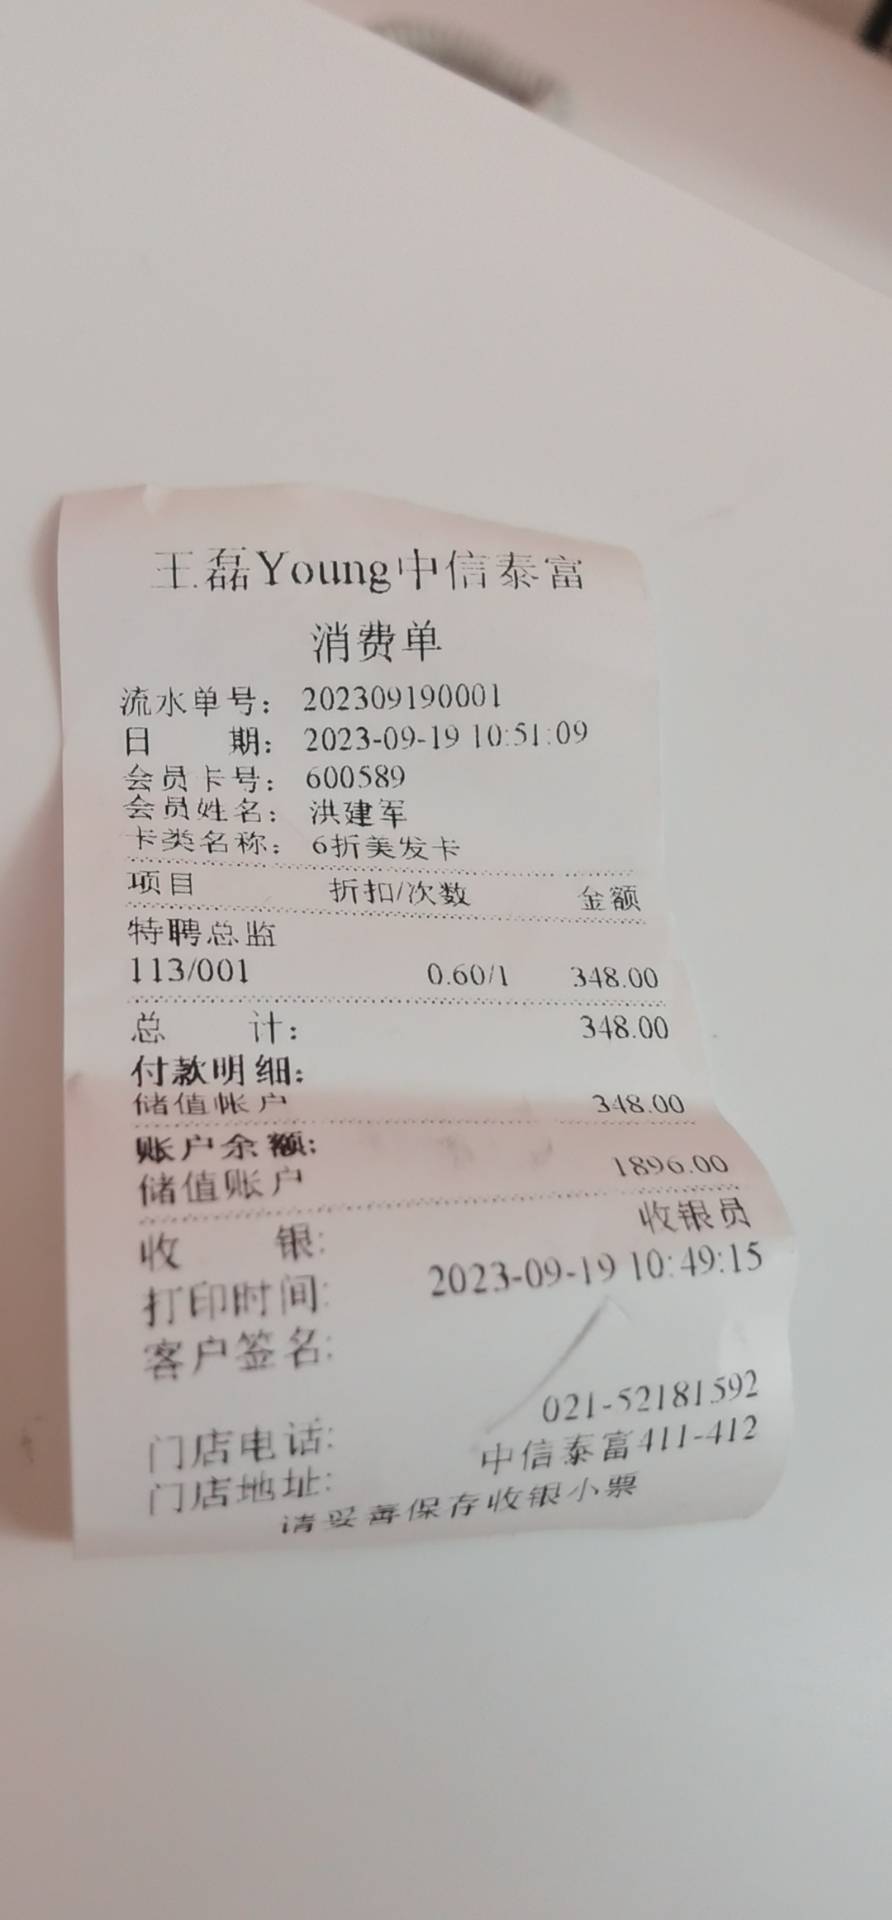 王磊Young中信泰富
消费单
流水单号： 202309190001
日　　期： 2023-09-19 10:51:09
会员卡号： 600589
会员姓名： 洪建军
卡类名称： 6折美发卡
项目 折扣/次数 金额
特聘总监
113/001 0.60/1 348.00
总　　计： 348.00
付款明细：
储值帐户 348.00
账户余额：
储值账户 1896.00
收　　银: 收银员
打印时间: 2023-09-19 10:49:15
客户签名:
门店电话: 021-52181592
门店地址: 中信泰富411-412
请妥善保存收银小票